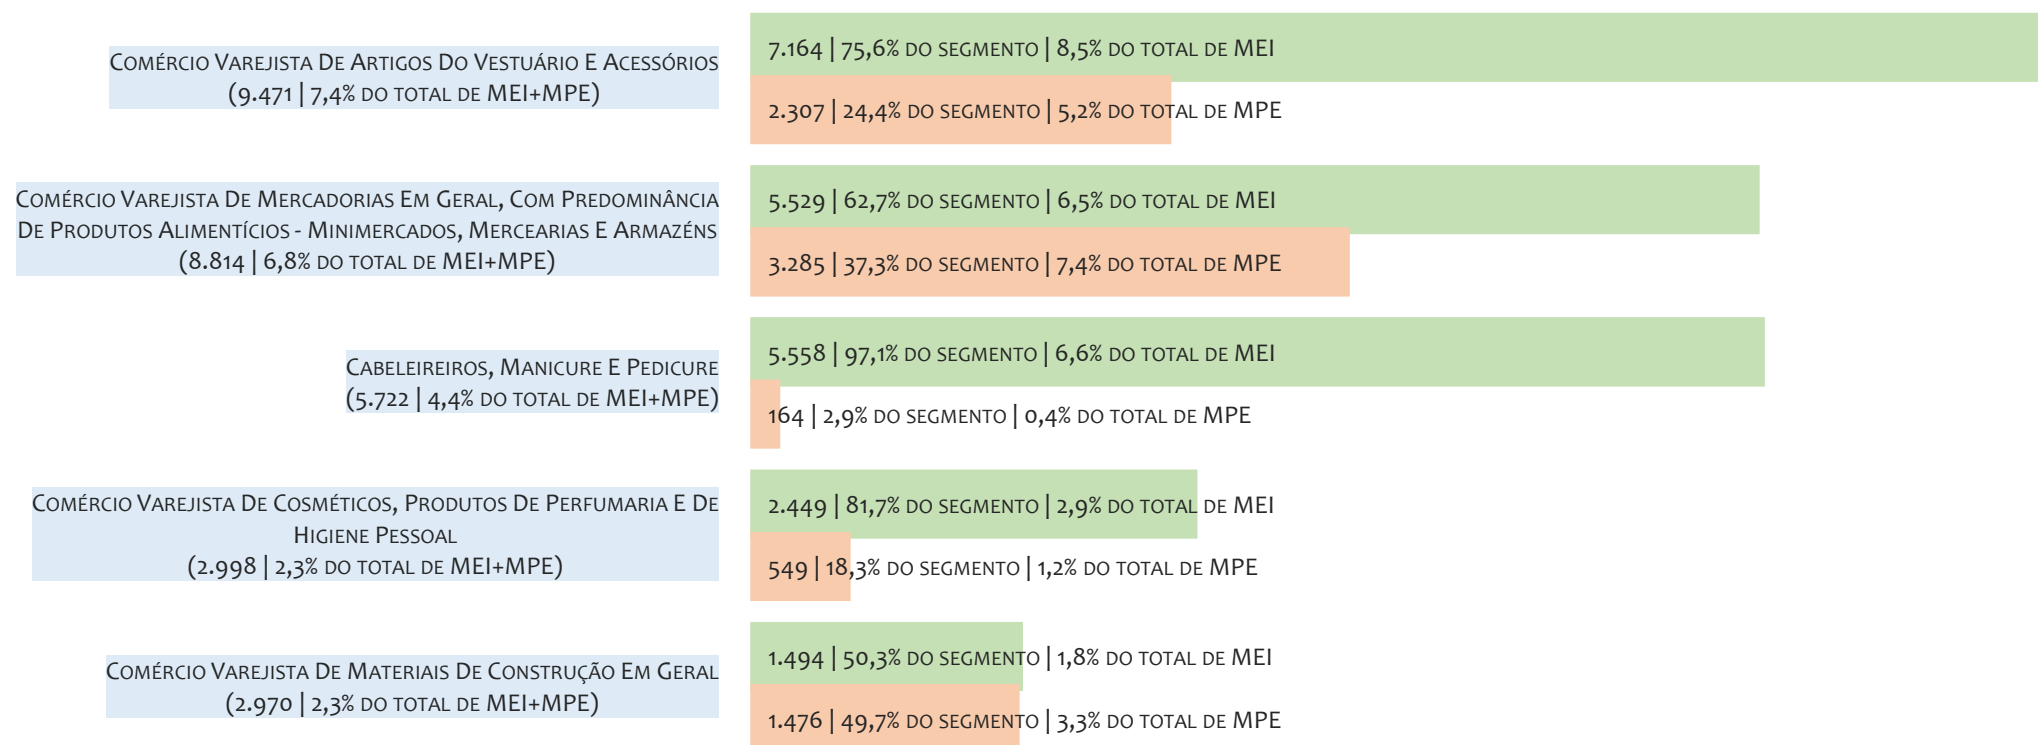 Comércio Varejista De Artigos Do Vestuário E Acessórios
(9.471 | 7,4% do total de MEI+MPE)
7.164 | 75,6% do segmento | 8,5% do total de MEI
2.307 | 24,4% do segmento | 5,2% do total de MPE
Comércio Varejista De Mercadorias Em Geral, Com Predominância
De Produtos Alimentícios - Minimercados, Mercearias E Armazéns
(8.814 | 6,8% do total de MEI+MPE)
5.529 | 62,7% do segmento | 6,5% do total de MEI
3.285 | 37,3% do segmento | 7,4% do total de MPE
Cabeleireiros, Manicure E Pedicure
(5.722 | 4,4% do total de MEI+MPE)
5.558 | 97,1% do segmento | 6,6% do total de MEI
164 | 2,9% do segmento | 0,4% do total de MPE
Comércio Varejista De Cosméticos, Produtos De Perfumaria E De
Higiene Pessoal
(2.998 | 2,3% do total de MEI+MPE)
2.449 | 81,7% do segmento | 2,9% do total de MEI
549 | 18,3% do segmento | 1,2% do total de MPE
Comércio Varejista De Materiais De Construção Em Geral
(2.970 | 2,3% do total de MEI+MPE)
1.494 | 50,3% do segmento | 1,8% do total de MEI
1.476 | 49,7% do segmento | 3,3% do total de MPE